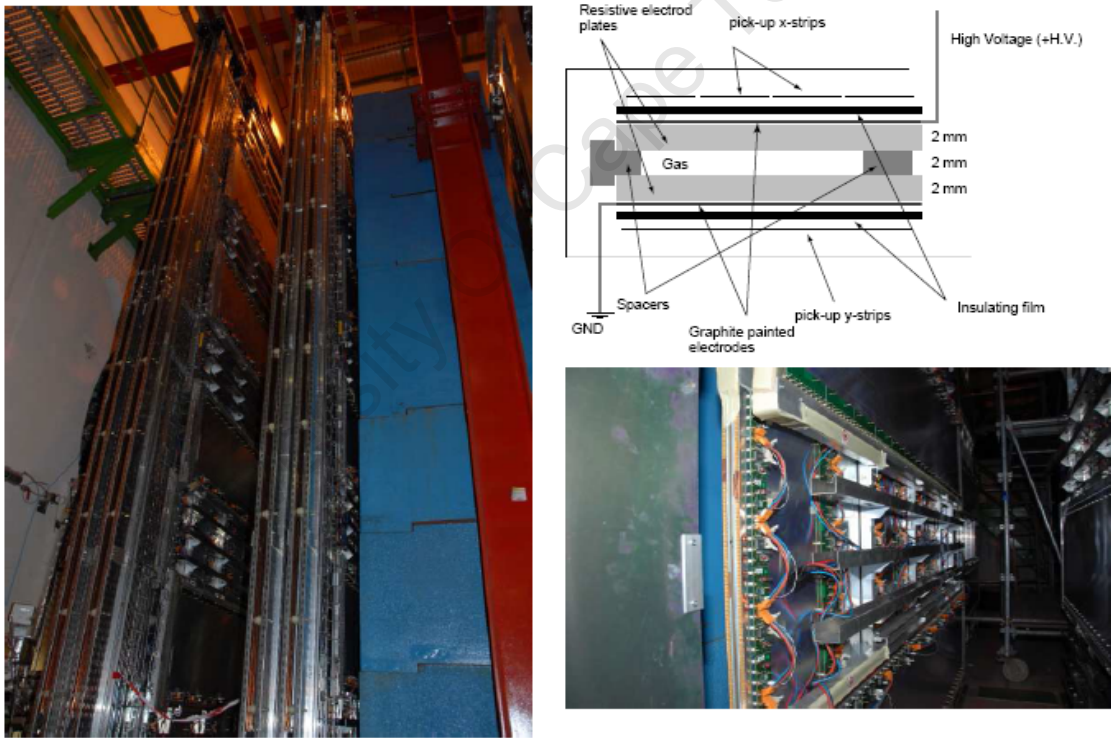 Resistive electrod
plates
pick-up x-strips
High Voltage (+H.V.)
2 mm
Gas
2 mm
2 mm
Spacers
GND
Graphite painted
electrodes
pick-up y-strips
Insulating film